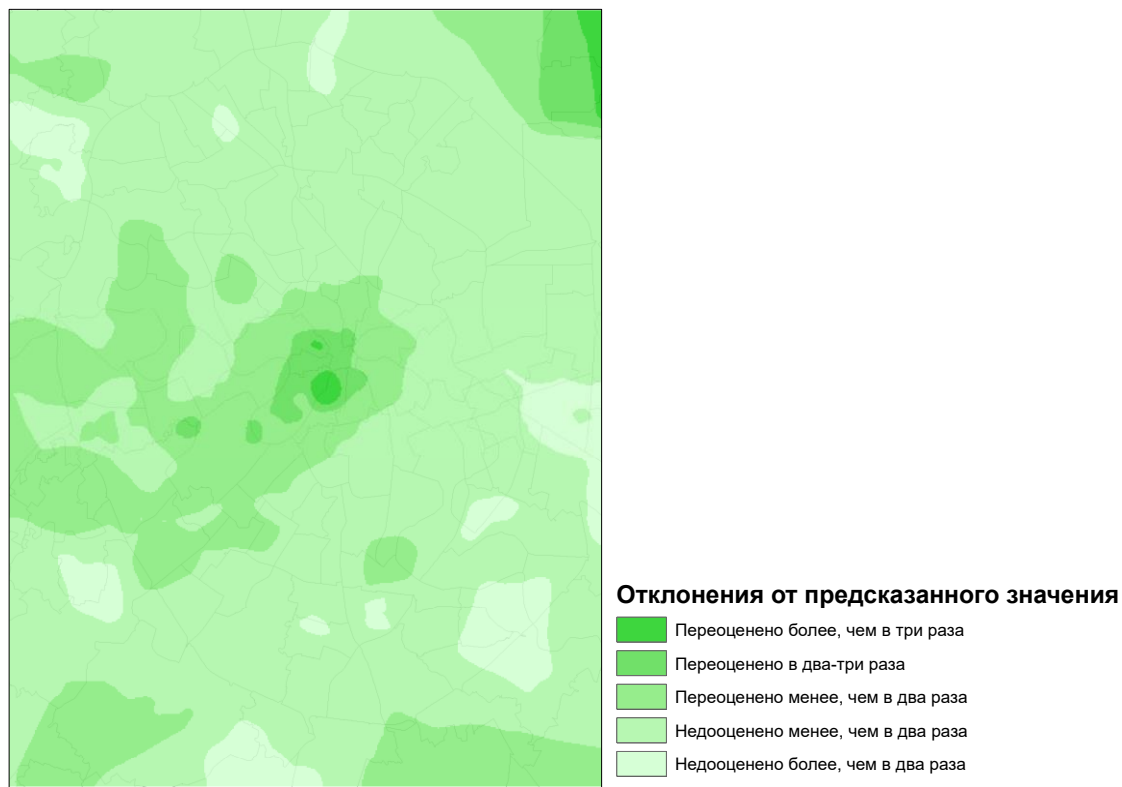 Отклонения от предсказанного значения
Переоценено более, чем в три раза
Переоценено в два-три раза
Переоценено менее, чем в два раза
Недооценено менее, чем в два раза
Недооценено более, чем в два раза